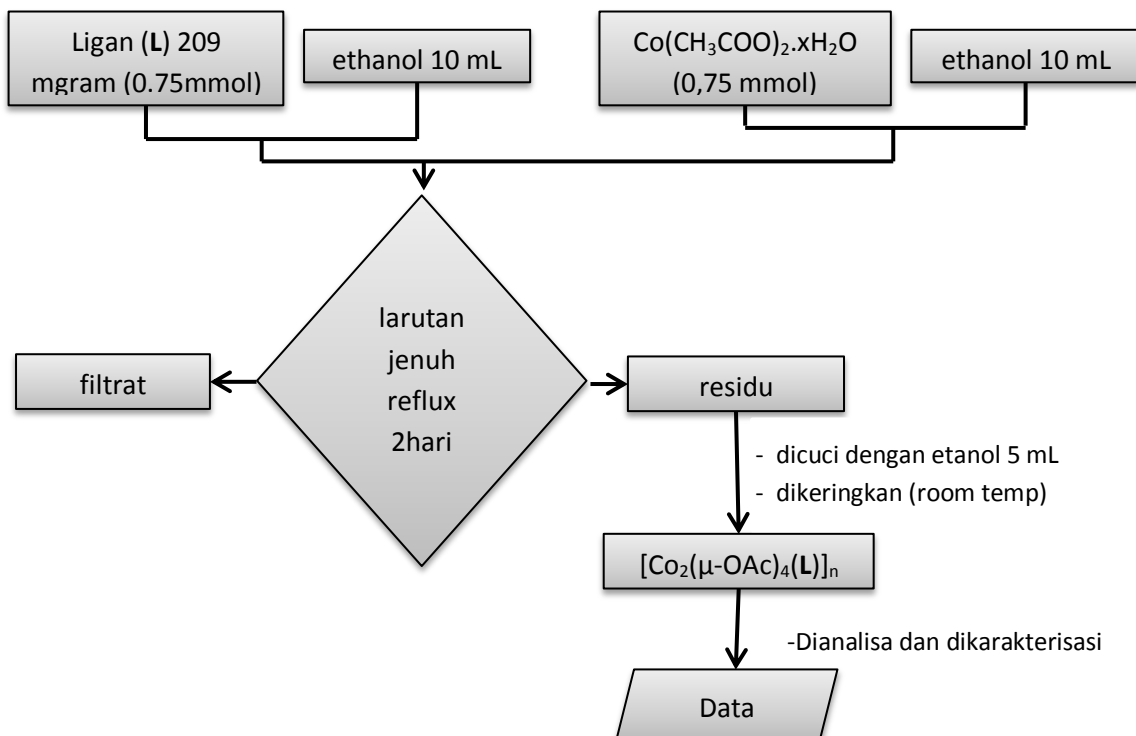 Ligan (L) 209
mgram (0.75mmol)
ethanol 10 mL
Co(CH₃COO)₂.xH₂O
(0,75 mmol)
ethanol 10 mL
larutan
jenuh
reflux
2hari
filtrat
residu
- dicuci dengan etanol 5 mL
- dikeringkan (room temp)
[Co₂(µ-OAc)₄(L)]ₙ
-Dianalisa dan dikarakterisasi
Data